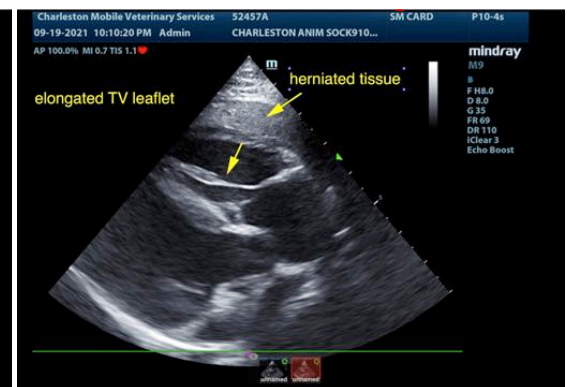 Charleston Mobile Veterinary Services 52457A SM CARD P10-4s
09-19-2021 10:10:20 PM Admin CHARLESTON ANIM SOCK910...
AP 100.0% MI 0.7 TIS 1.1
mindray
M9
m
herniated tissue
elongated TV leaflet
B
F H8.0
D 8.0
G 35
FR 69
DR 110
iClear 3
Echo Boost
unnamed unnamed